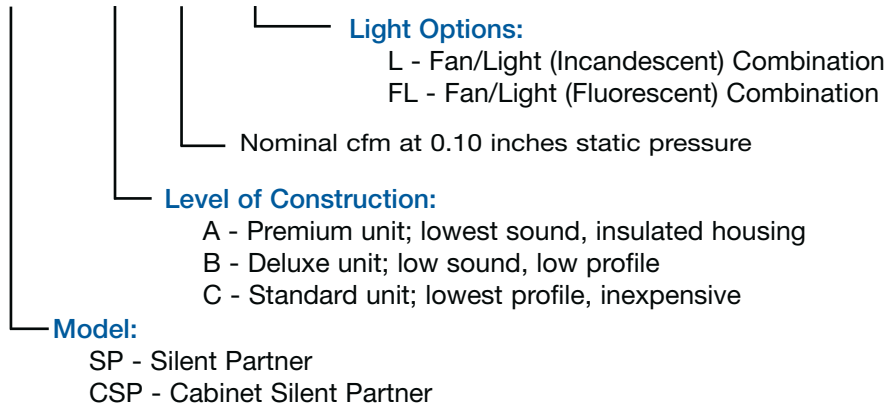 Light Options:
L - Fan/Light (Incandescent) Combination
FL - Fan/Light (Fluorescent) Combination
Nominal cfm at 0.10 inches static pressure
Level of Construction:
A - Premium unit; lowest sound, insulated housing
B - Deluxe unit; low sound, low profile
C - Standard unit; lowest profile, inexpensive
Model:
SP - Silent Partner
CSP - Cabinet Silent Partner